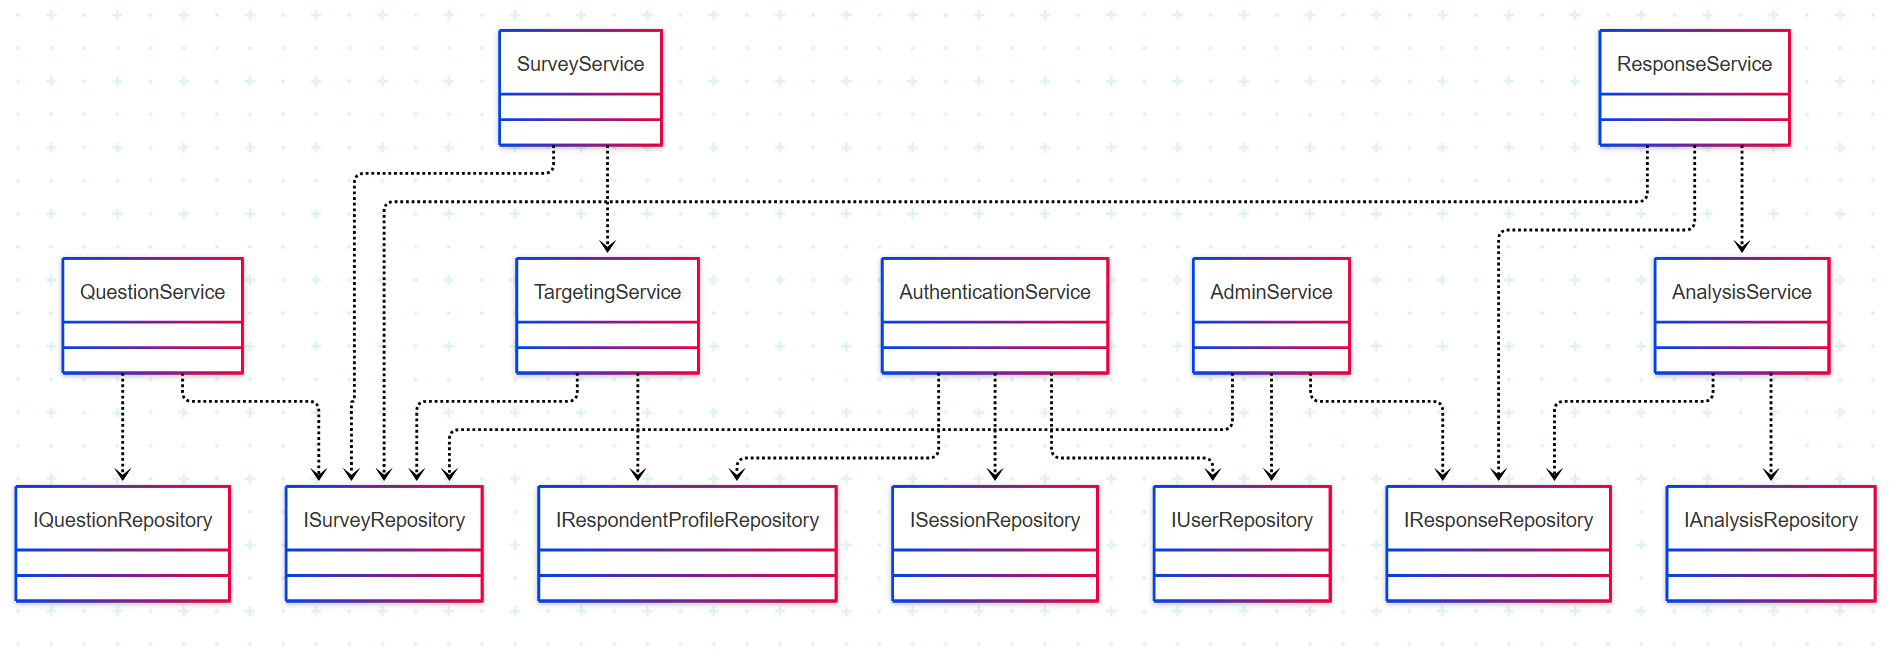 SurveyService
ResponseService
QuestionService
TargetingService
AuthenticationService
AdminService
AnalysisService
IQuestionRepository
ISurveyRepository
IRespondentProfileRepository
ISessionRepository
IUserRepository
IResponseRepository
IAnalysisRepository